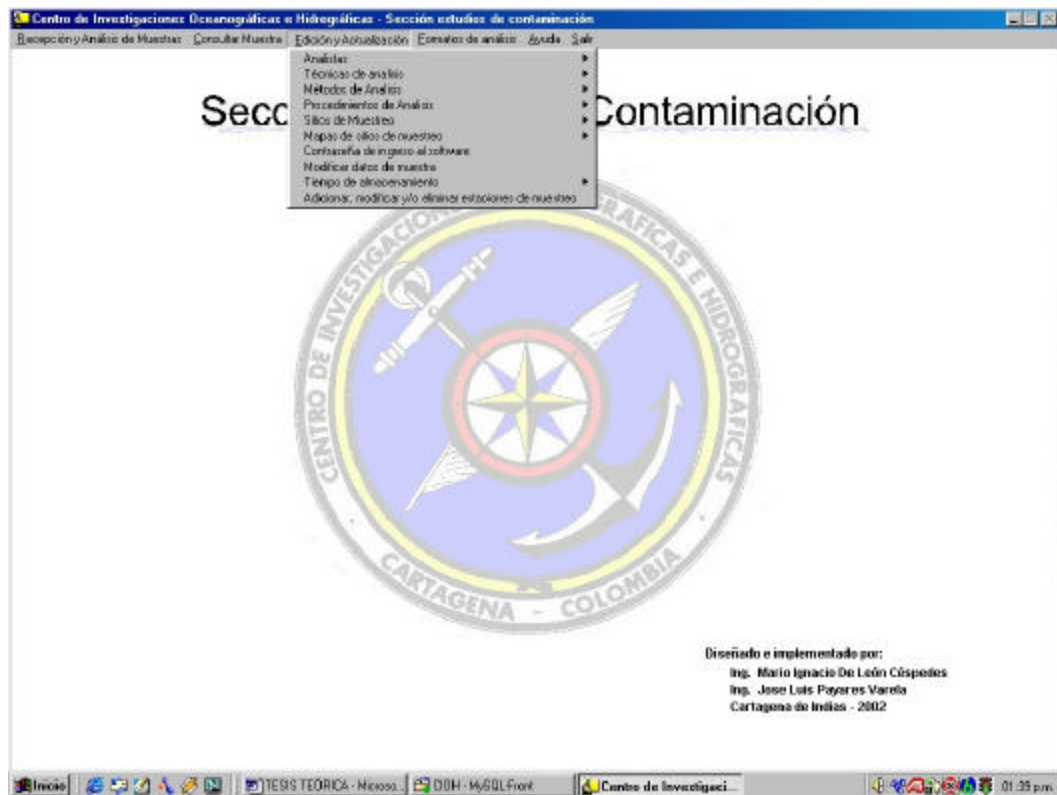 Centro de Investigaciones Oceanográficas e Hidrográficas - Sección estudios de contaminación
Recepción y Análisis de Muestras Consultar Muestra Edición y Actualización Formatos de análisis Ayuda Salir
Analistas
Técnicas de analisis
Métodos de Analisis
Procedimientos de Analisis
Sitios de Muestreo
Mapas de sitios de muestreo
Contraseña de ingreso al software
Modificar datos de muestra
Tiempo de almacenamiento
Adicionar, modificar y/o eliminar estaciones de muestreo
Secc Contaminación
CENTRO DE INVESTIGACION RAFICAS E HIDROGRAFICAS
CARTAGENA - COLOMBIA
Diseñado e implementado por:
Ing. Mario Ignacio De León Céspedes
Ing. Jose Luis Payares Varela
Cartagena de Indias - 2002
Inicio TESIS TEORICA - Microso... - MySQL-Front Centro de Investigaci... 01:39 p.m.